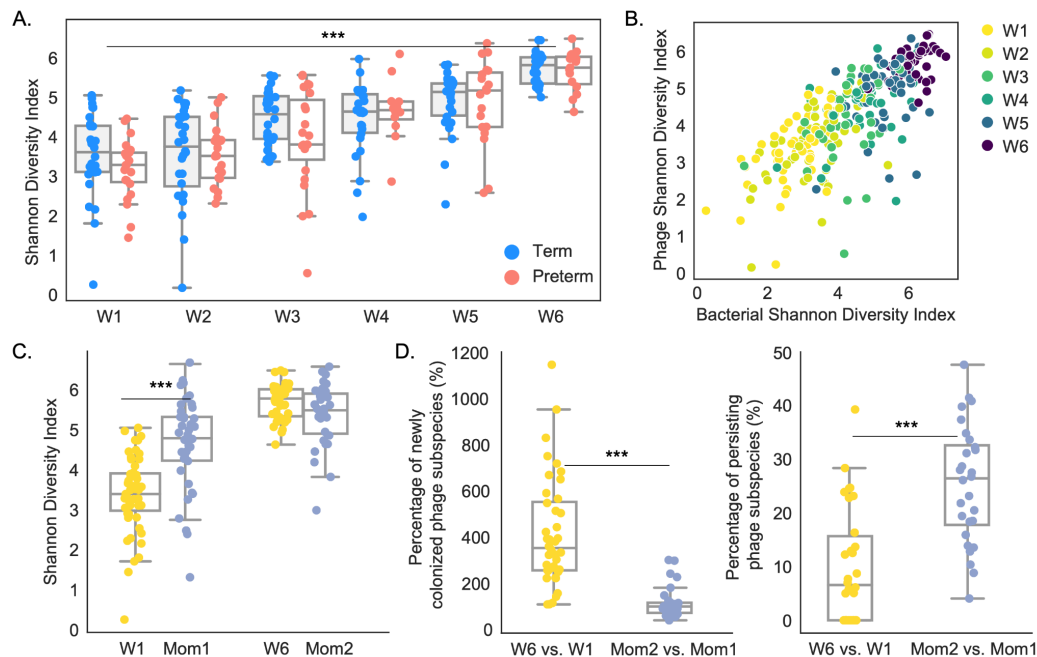 A.
Shannon Diversity Index
6
5
4
3
2
1
0
***
Term
Preterm
W1 W2 W3 W4 W5 W6
B.
Phage Shannon Diversity Index
6
5
4
3
2
1
0
0 2 4 6
Bacterial Shannon Diversity Index
W1
W2
W3
W4
W5
W6
C.
Shannon Diversity Index
6
5
4
3
2
1
0
***
W1 Mom1 W6 Mom2
D.
Percentage of newly
colonized phage subspecies (%)
1200
1000
800
600
400
200
0
***
W6 vs. W1 Mom2 vs. Mom1
Percentage of persisting
phage subspecies (%)
50
40
30
20
10
0
***
W6 vs. W1 Mom2 vs. Mom1